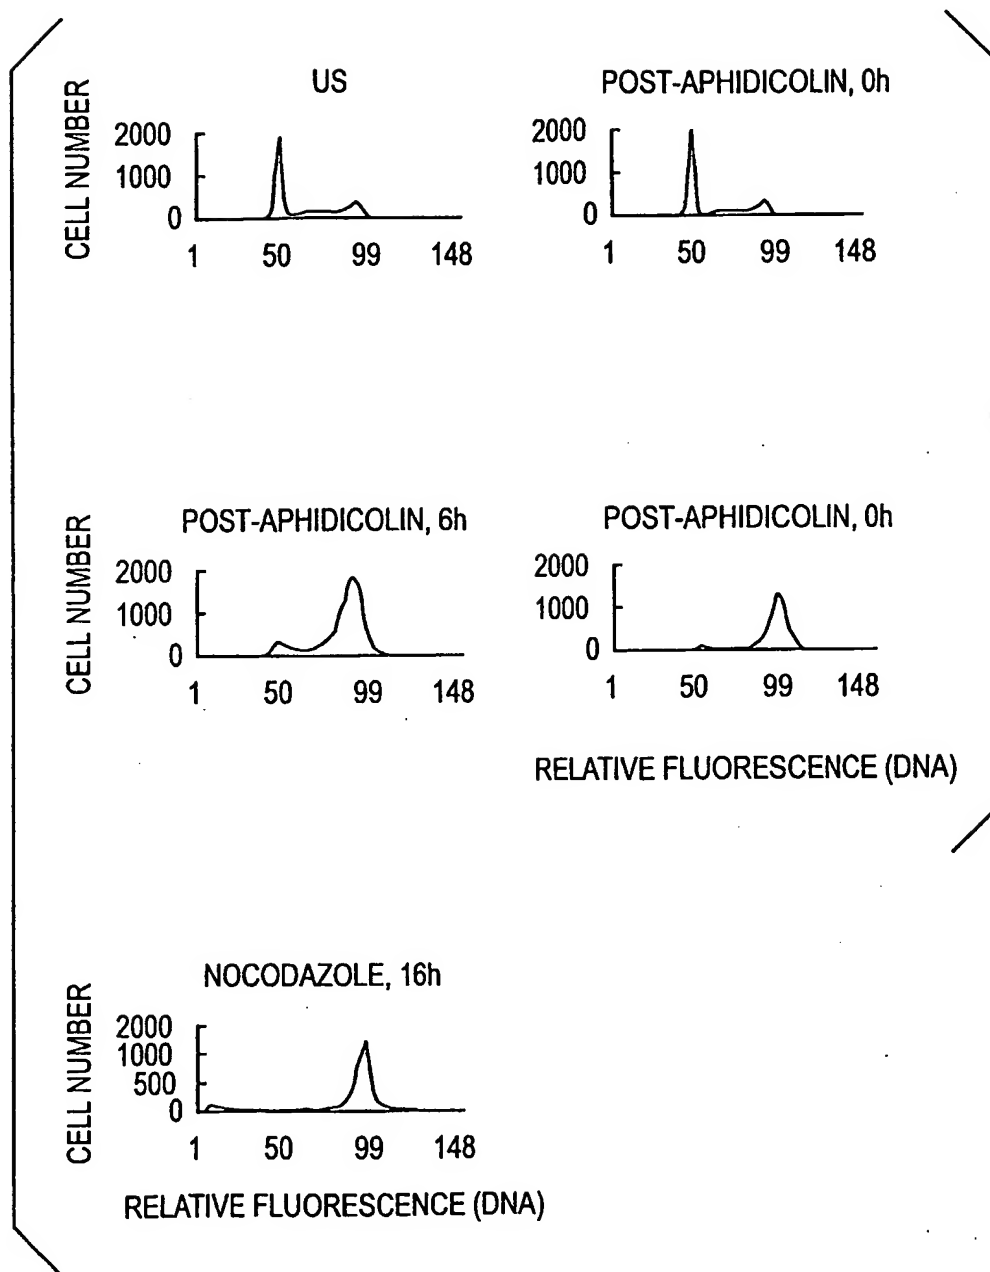 US
CELL NUMBER
2000
1000
0
1 50 99 148
POST-APHIDICOLIN, 0h
2000
1000
0
1 50 99 148
POST-APHIDICOLIN, 6h
CELL NUMBER
2000
1000
0
1 50 99 148
POST-APHIDICOLIN, 0h
2000
1000
0
1 50 99 148
RELATIVE FLUORESCENCE (DNA)
NOCODAZOLE, 16h
CELL NUMBER
2000
1000
500
0
1 50 99 148
RELATIVE FLUORESCENCE (DNA)